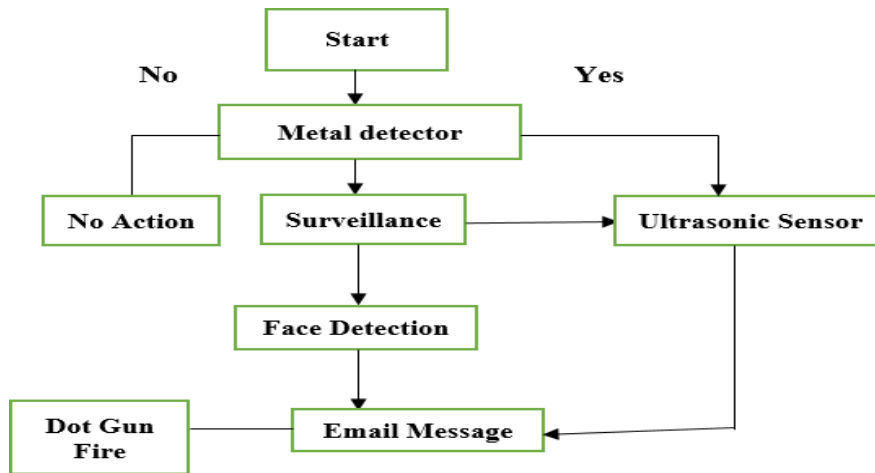 Start
No
Yes
Metal detector
No Action
Surveillance
Ultrasonic Sensor
Face Detection
Dot Gun
Fire
Email Message